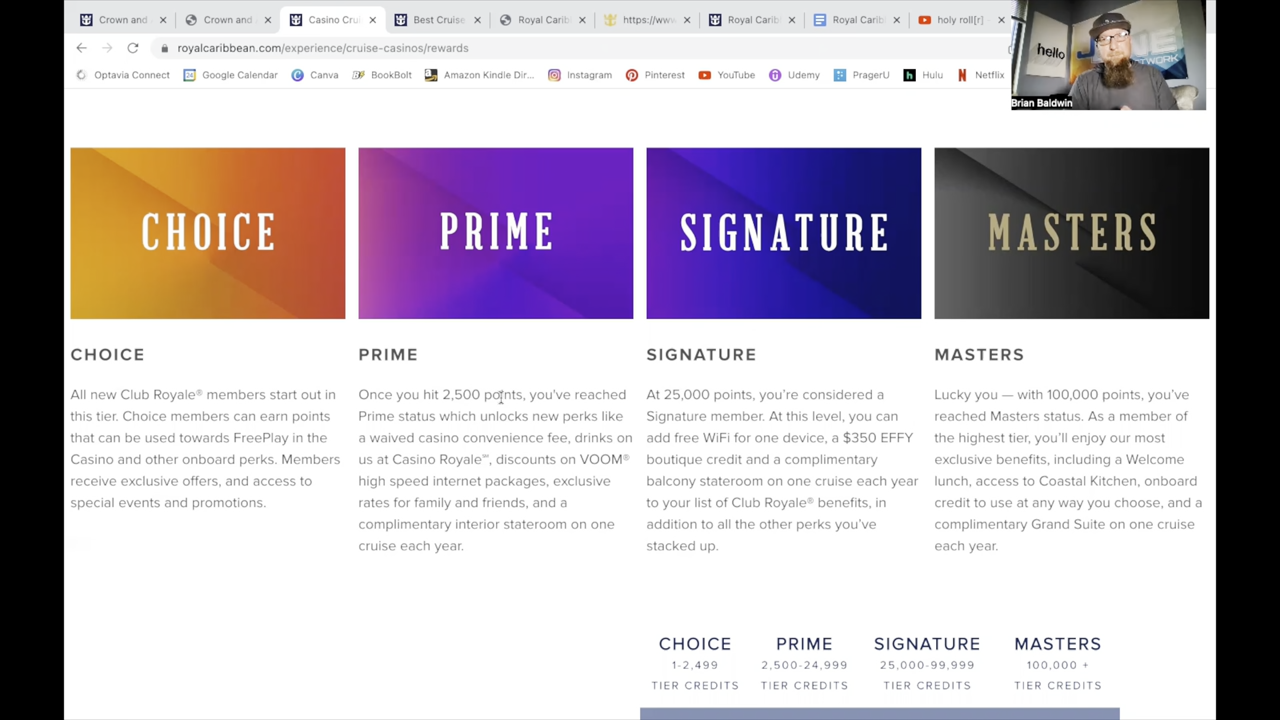 Crown and
Crown and
Casino Crui
Best Cruise
Royal Carib
https://www
Royal Carib
Royal Carib
holy roll[r] -
royalcaribbean.com/experience/cruise-casinos/rewards
Optavia Connect
Google Calendar
Canva
BookBolt
Amazon Kindle Dir...
Instagram
Pinterest
YouTube
Udemy
PragerU
Hulu
Netflix
hello
Brian Baldwin
CHOICE
PRIME
SIGNATURE
MASTERS
CHOICE
All new Club Royale® members start out in
this tier. Choice members can earn points
that can be used towards FreePlay in the
Casino and other onboard perks. Members
receive exclusive offers, and access to
special events and promotions.
PRIME
Once you hit 2,500 points, you've reached
Prime status which unlocks new perks like
a waived casino convenience fee, drinks on
us at Casino Royale℠, discounts on VOOM®
high speed internet packages, exclusive
rates for family and friends, and a
complimentary interior stateroom on one
cruise each year.
SIGNATURE
At 25,000 points, you're considered a
Signature member. At this level, you can
add free WiFi for one device, a $350 EFFY
boutique credit and a complimentary
balcony stateroom on one cruise each year
to your list of Club Royale® benefits, in
addition to all the other perks you've
stacked up.
MASTERS
Lucky you — with 100,000 points, you've
reached Masters status. As a member of
the highest tier, you'll enjoy our most
exclusive benefits, including a Welcome
lunch, access to Coastal Kitchen, onboard
credit to use at any way you choose, and a
complimentary Grand Suite on one cruise
each year.
CHOICE
1-2,499
TIER CREDITS
PRIME
2,500-24,999
TIER CREDITS
SIGNATURE
25,000-99,999
TIER CREDITS
MASTERS
100,000 +
TIER CREDITS